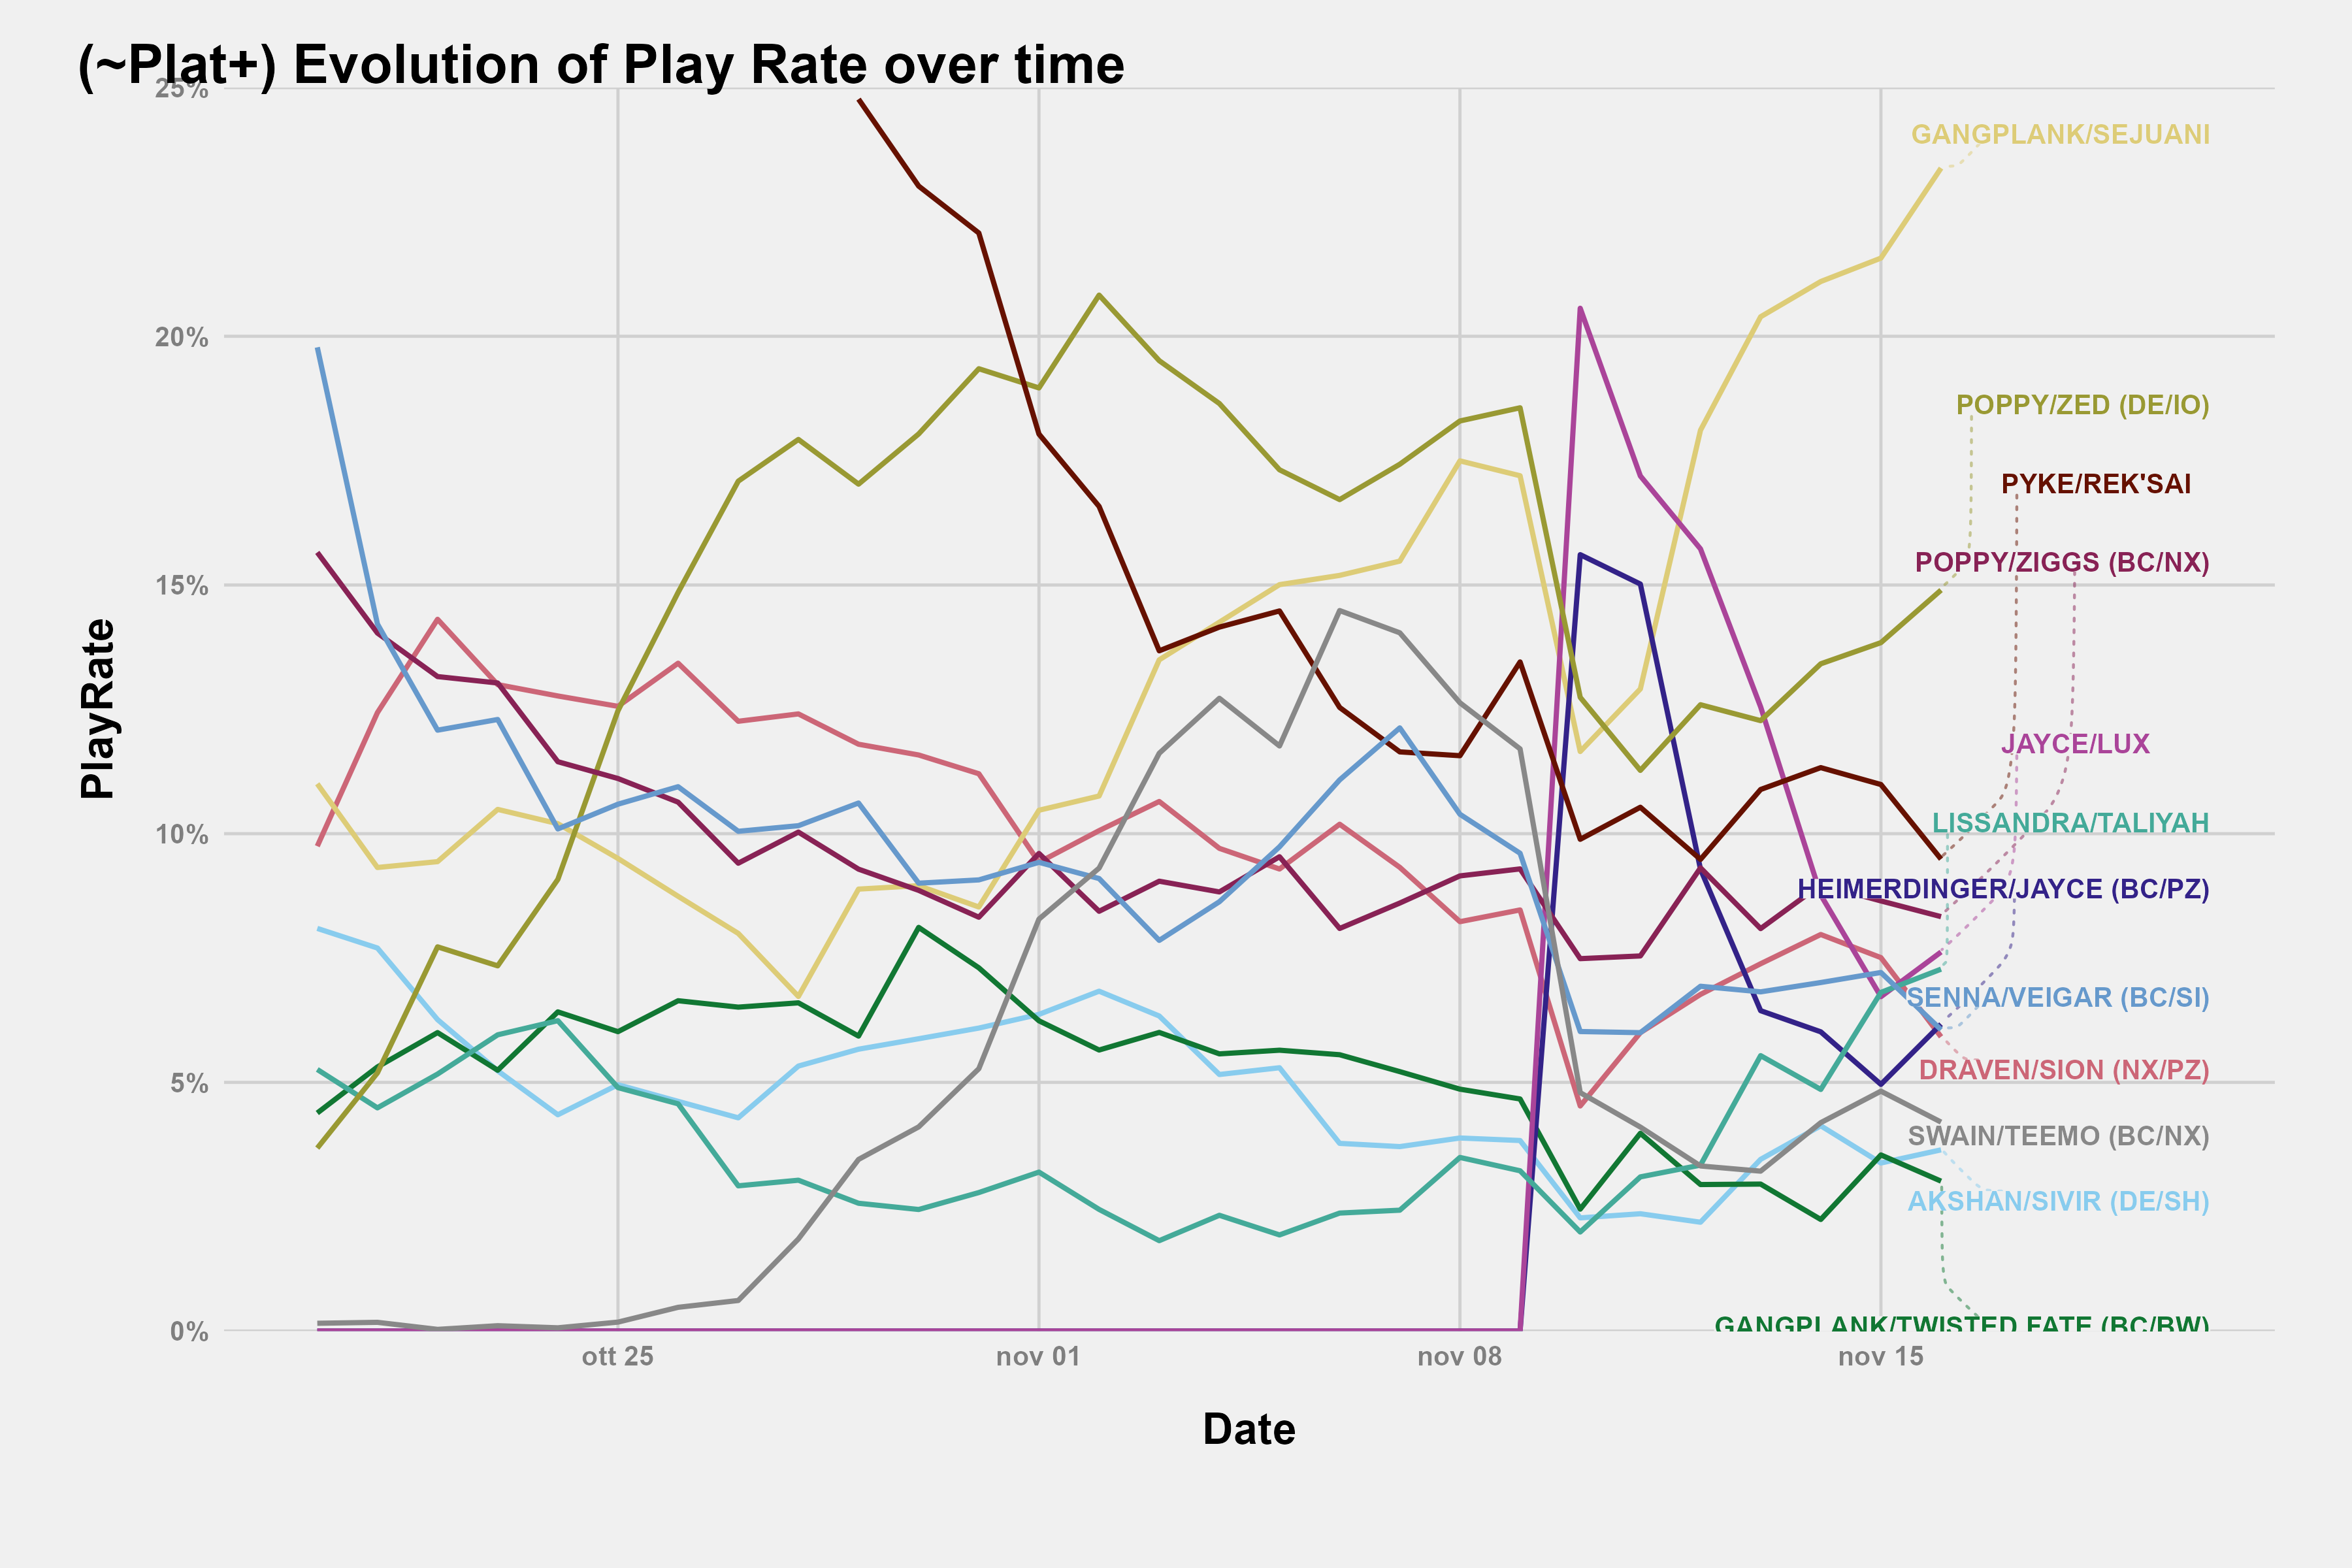 (~Plat+) Evolution of Play Rate over time
25%
GANGPLANK/SEJUANI
20%
POPPY/ZED (DE/IO)
PYKE/REK'SAI
POPPY/ZIGGS (BC/NX)
15%
PlayRate
JAYCE/LUX
LISSANDRA/TALIYAH
10%
HEIMERDINGER/JAYCE (BC/PZ)
SENNA/VEIGAR (BC/SI)
DRAVEN/SION (NX/PZ)
5%
SWAIN/TEEMO (BC/NX)
AKSHAN/SIVIR (DE/SH)
GANGPLANK/TWISTED FATE (BC/BW)
0%
ott 25
nov 01
nov 08
nov 15
Date